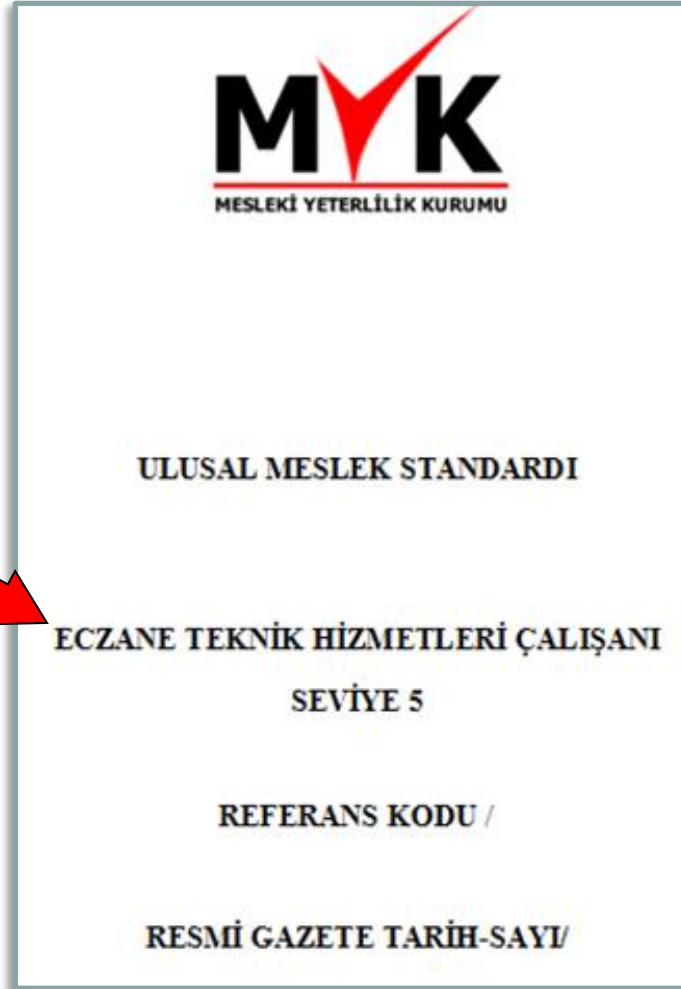 MYK
MESLEKİ YETERLİLİK KURUMU
ULUSAL MESLEK STANDARDI
ECZANE TEKNİK HİZMETLERİ ÇALIŞANI
SEVİYE 5
REFERANS KODU /
RESMİ GAZETE TARİH-SAYI/